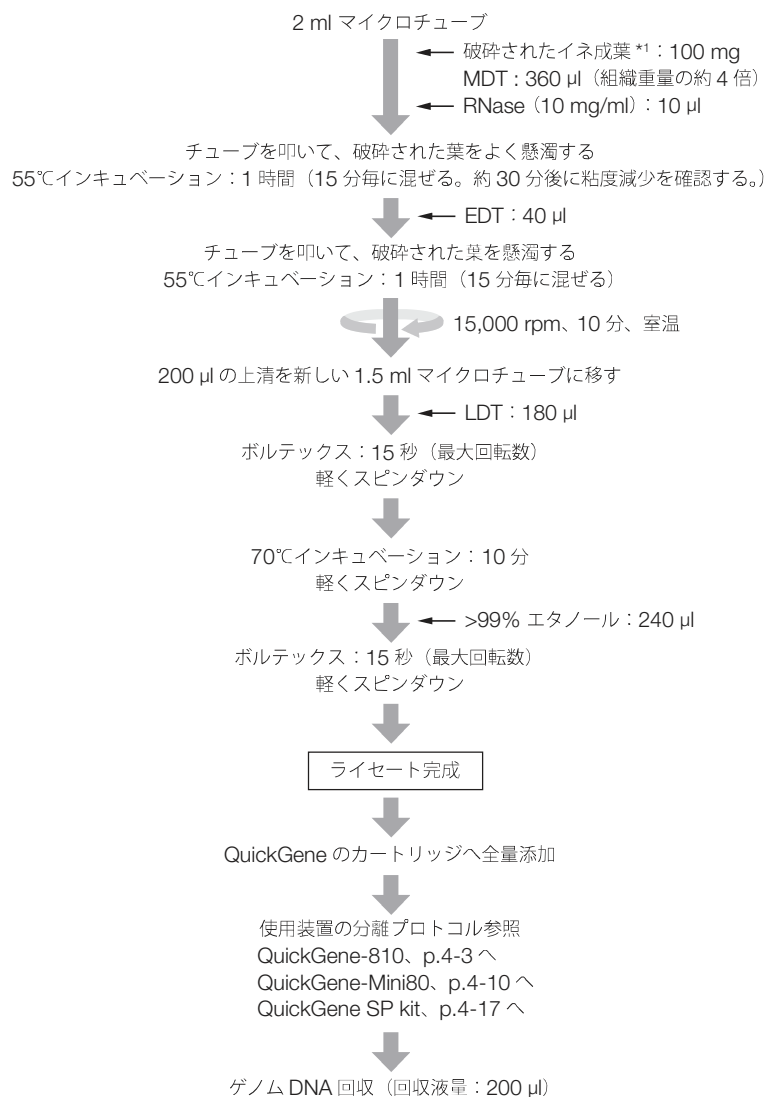 2 ml マイクロチューブ
破砕されたイネ成葉 *1：100 mg
MDT : 360 µl（組織重量の約 4 倍）
RNase（10 mg/ml）：10 µl
チューブを叩いて、破砕された葉をよく懸濁する
55℃インキュベーション：1 時間（15 分毎に混ぜる。約 30 分後に粘度減少を確認する。）
EDT：40 µl
チューブを叩いて、破砕された葉を懸濁する
55℃インキュベーション：1 時間（15 分毎に混ぜる）
15,000 rpm、10 分、室温
200 µl の上清を新しい 1.5 ml マイクロチューブに移す
LDT：180 µl
ボルテックス：15 秒（最大回転数）
軽くスピンダウン
70℃インキュベーション：10 分
軽くスピンダウン
>99% エタノール：240 µl
ボルテックス：15 秒（最大回転数）
軽くスピンダウン
ライセート完成
QuickGene のカートリッジへ全量添加
使用装置の分離プロトコル参照
QuickGene-810、p.4-3 へ
QuickGene-Mini80、p.4-10 へ
QuickGene SP kit、p.4-17 へ
ゲノム DNA 回収（回収液量：200 µl）